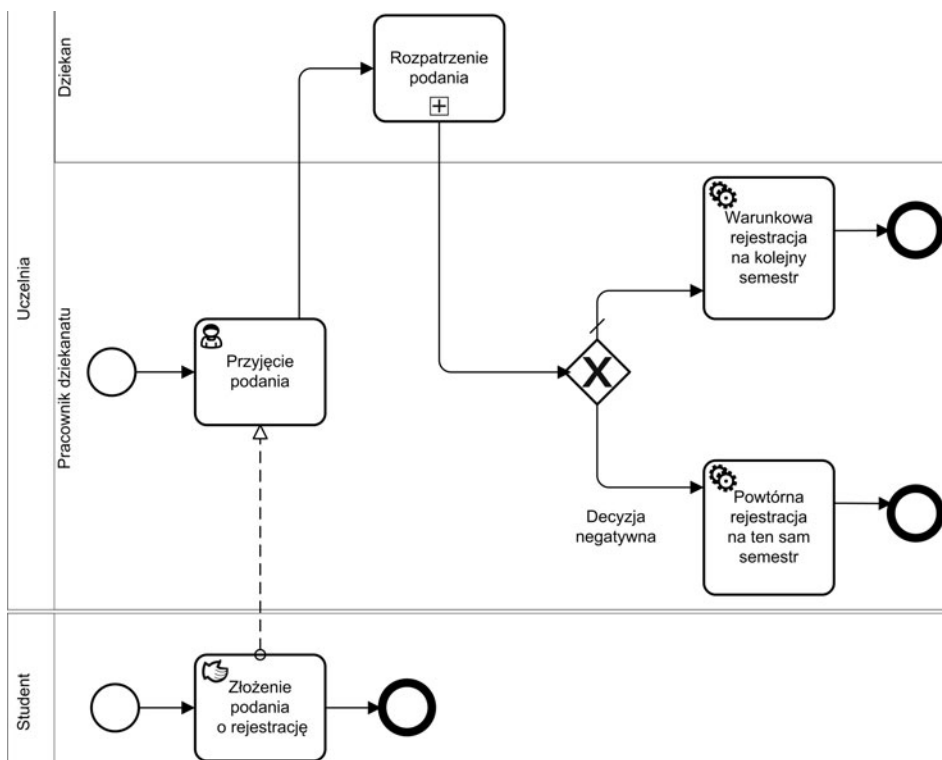 Uczelnia
Dziekan
Rozpatrzenie
podania
Pracownik dziekanatu
Przyjęcie
podania
Warunkowa
rejestracja
na kolejny
semestr
X
Decyzja
negatywna
Powtórna
rejestracja
na ten sam
semestr
Student
Złożenie
podania
o rejestrację